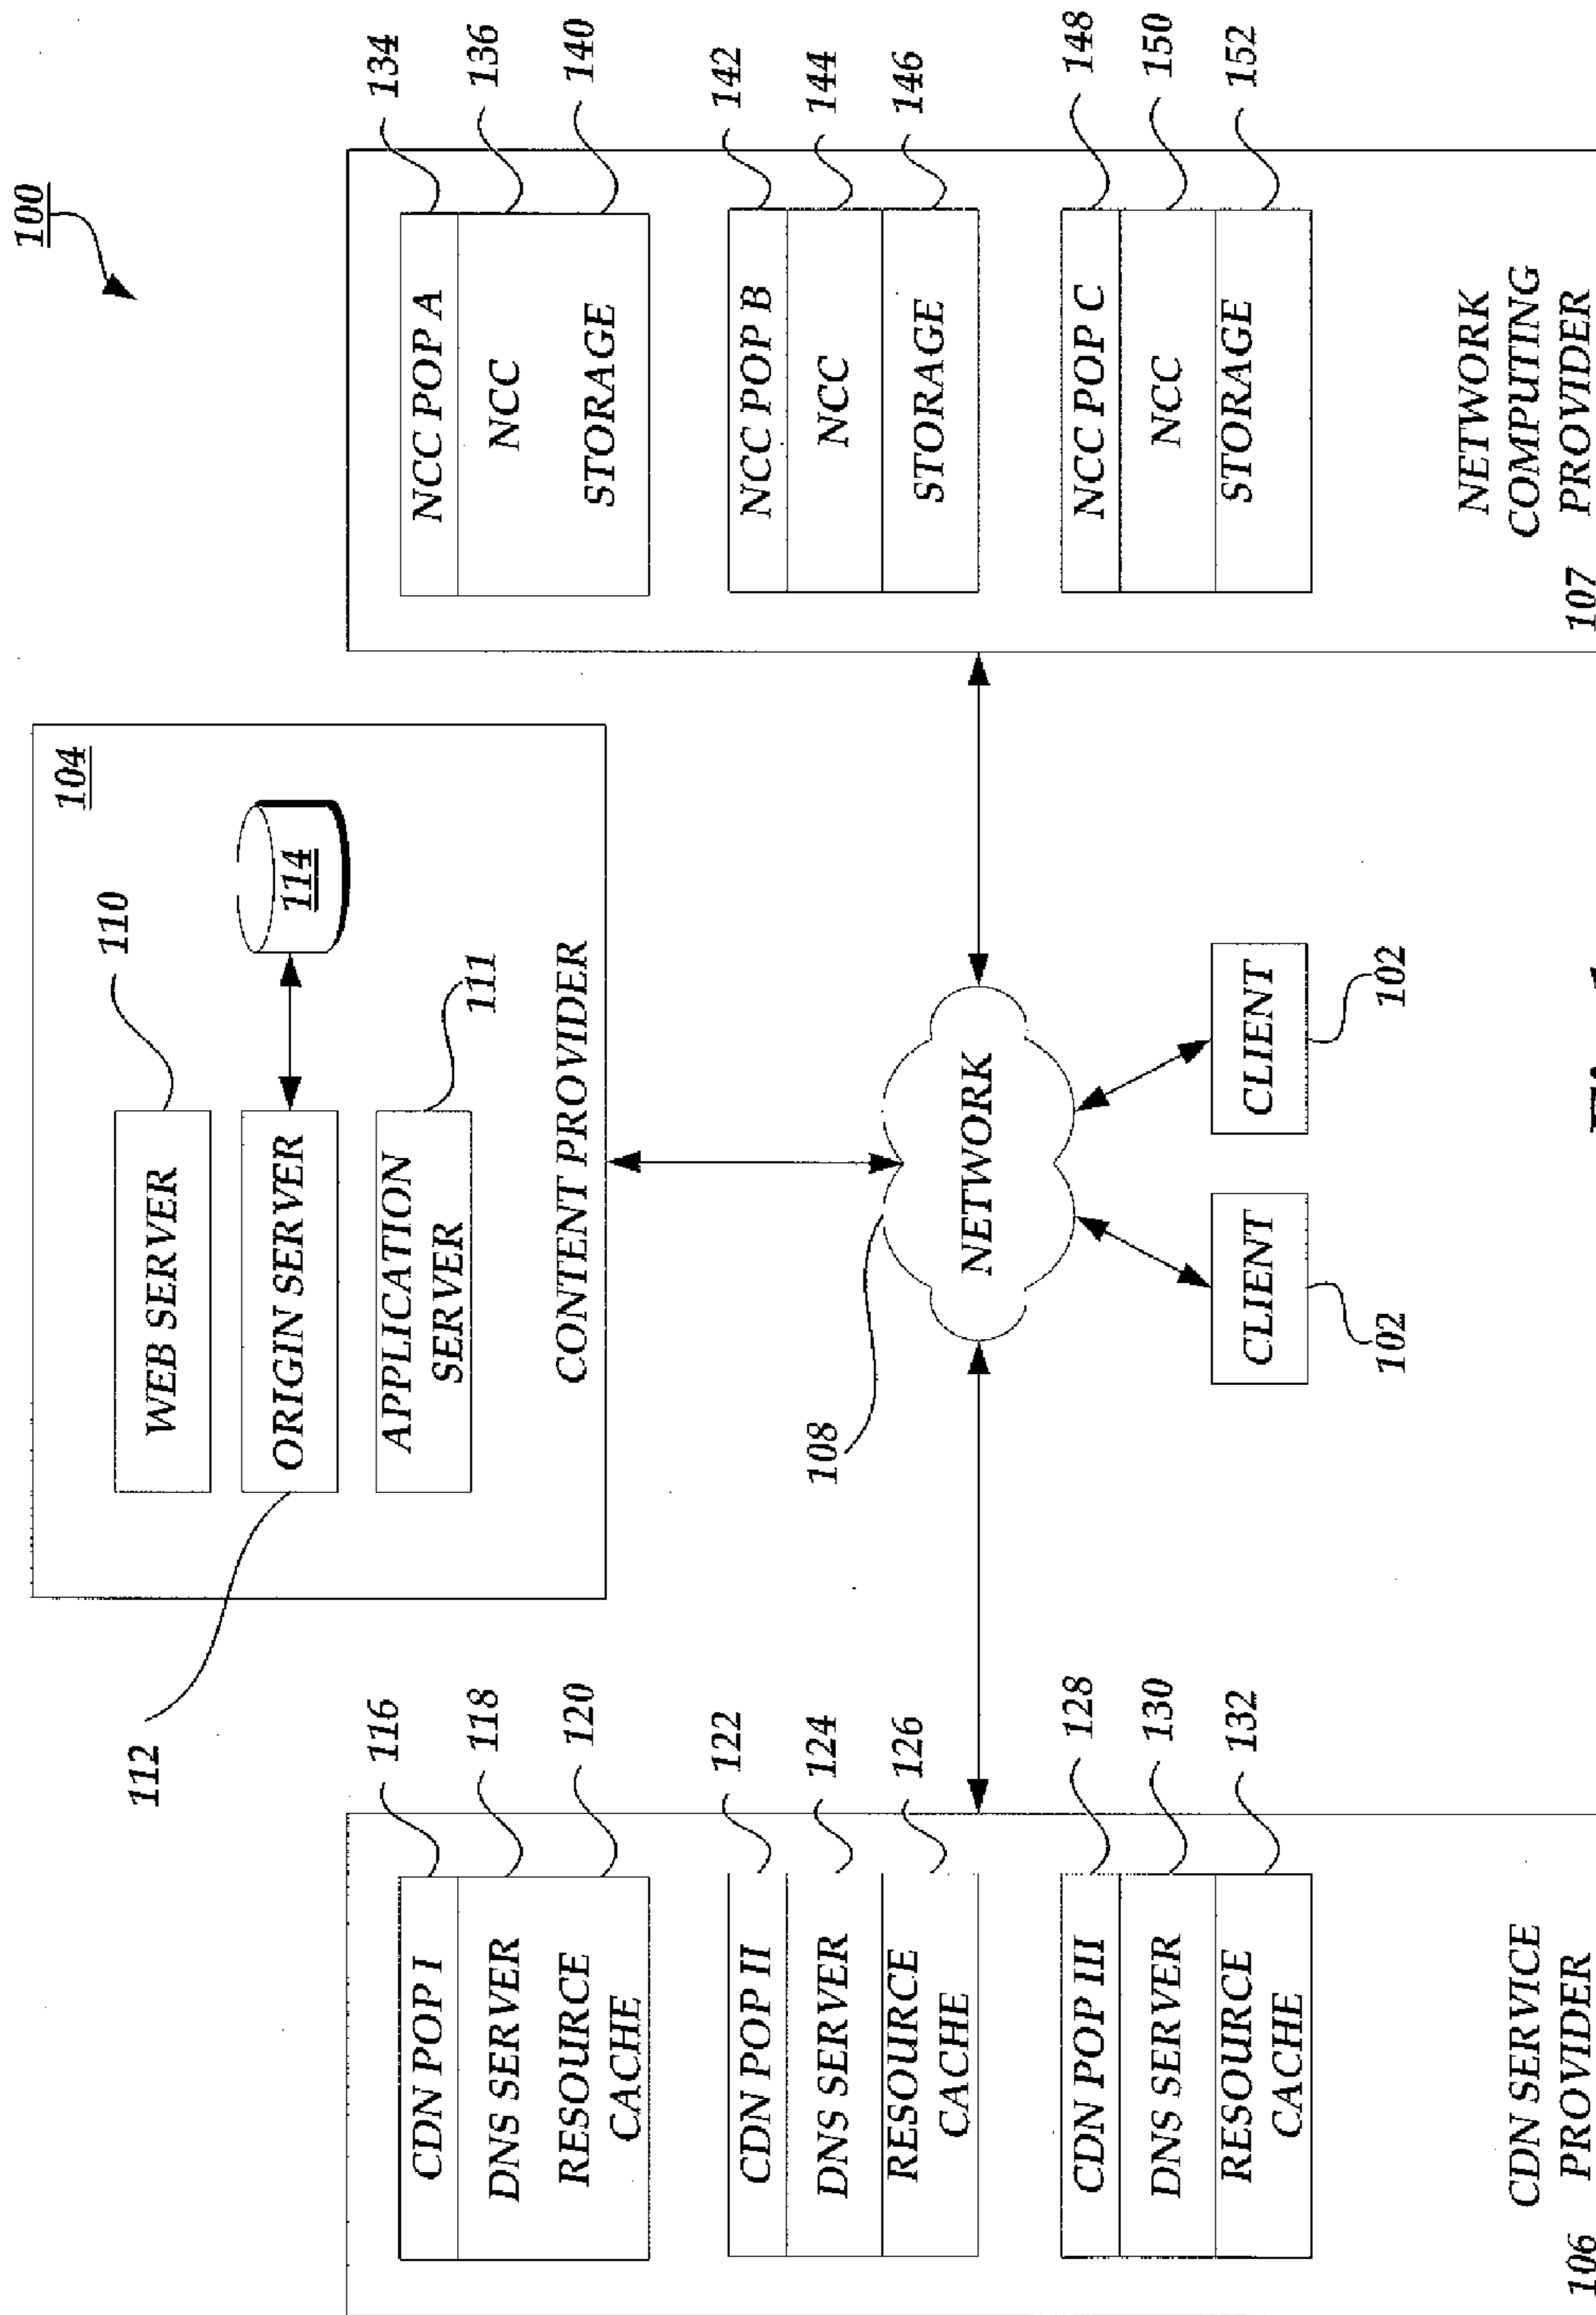 100
104
WEB SERVER
110
ORIGIN SERVER
112
114
APPLICATION
SERVER
111
CONTENT PROVIDER
CDN POP I
116
DNS SERVER
118
RESOURCE
CACHE
120
CDN POP II
122
DNS SERVER
124
RESOURCE
CACHE
126
CDN POP III
128
DNS SERVER
130
RESOURCE
CACHE
132
CDN SERVICE
PROVIDER
106
108
NETWORK
CLIENT
102
CLIENT
102
NCC POP A
134
NCC
136
STORAGE
140
NCC POP B
142
NCC
144
STORAGE
146
NCC POP C
148
NCC
150
STORAGE
152
NETWORK
COMPUTING
PROVIDER
107